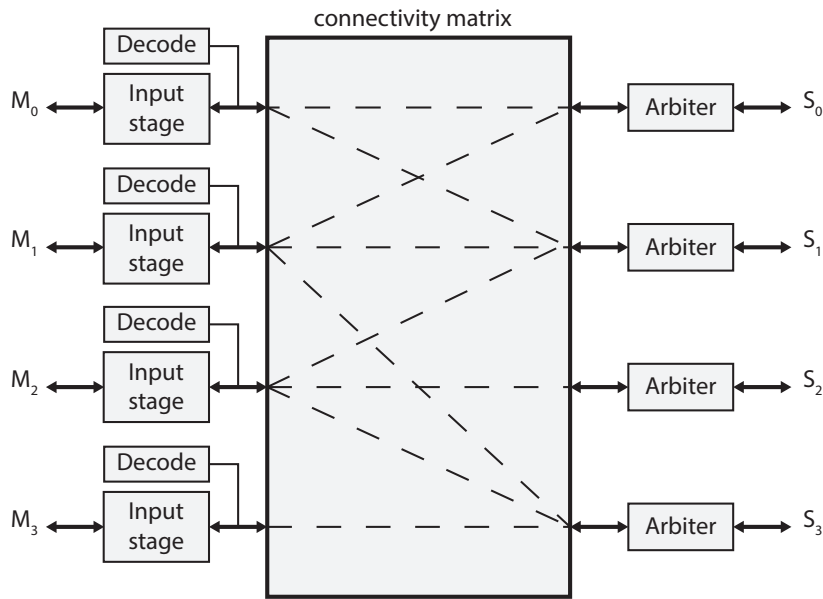 connectivity matrix
Decode
M₀
Input
stage
Arbiter
S₀
Decode
M₁
Input
stage
Arbiter
S₁
Decode
M₂
Input
stage
Arbiter
S₂
Decode
M₃
Input
stage
Arbiter
S₃